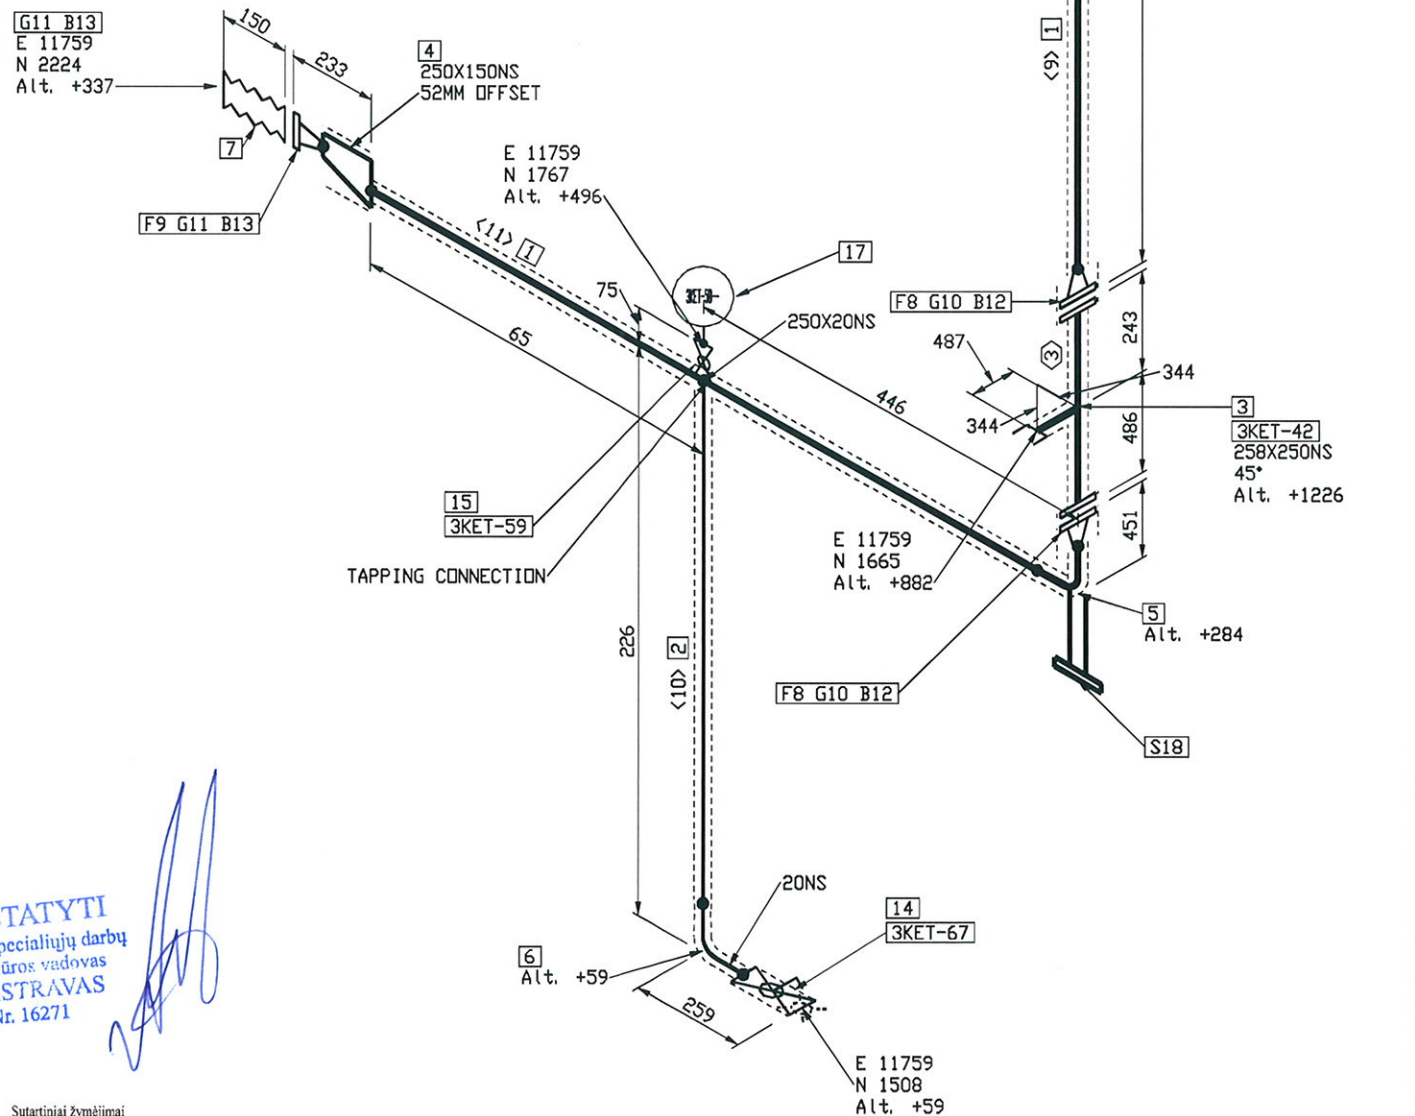 G11 B13
E 11759
N 2224
Alt. +337
150
233
4
250X150NS
52MM OFFSET
7
F9 G11 B13
E 11759
N 1767
Alt. +496
<11> 1
75
17
250X20NS
65
446
<9> 1
F8 G10 B12
243
487
3
344
344
486
3
3KET-42
258X250NS
45°
Alt. +1226
451
15
3KET-59
TAPPING CONNECTION
E 11759
N 1665
Alt. +882
5
Alt. +284
226
<10> 2
F8 G10 B12
S18
20NS
14
3KET-67
6
Alt. +59
259
E 11759
N 1508
Alt. +59
TATYTI
pecialiųjų darbų
ūros vadovas
STRAVAS
Nr. 16271
Sutartiniai žymėjimai